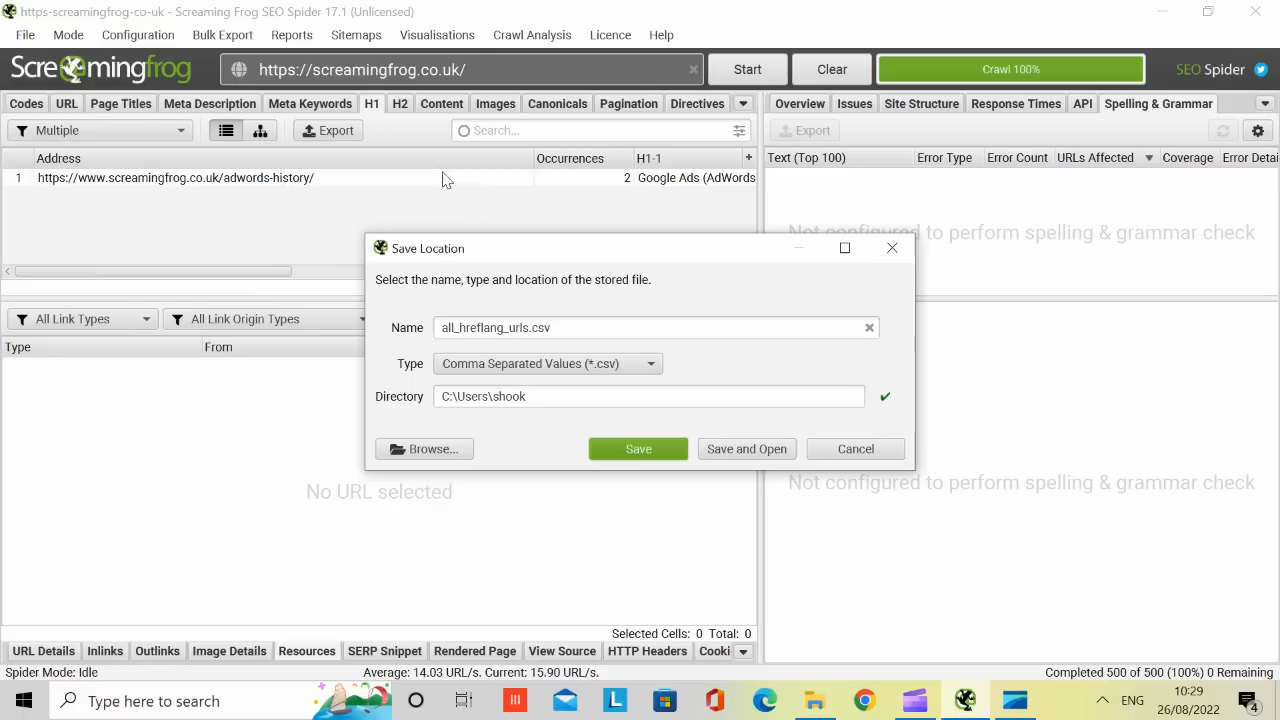 https-screamingfrog-co-uk - Screaming Frog SEO Spider 17.1 (Unlicensed)
File Mode Configuration Bulk Export Reports Sitemaps Visualisations Crawl Analysis Licence Help
Screamingfrog https://screamingfrog.co.uk/ Start Clear Crawl 100% SEO Spider
Codes URL Page Titles Meta Description Meta Keywords H1 H2 Content Images Canonicals Pagination Directives Overview Issues Site Structure Response Times API Spelling & Grammar
Multiple Export Search... Export
Address Occurrences H1-1 + Text (Top 100) Error Type Error Count URLs Affected Coverage Error Detai
1 https://www.screamingfrog.co.uk/adwords-history/ 2 Google Ads (AdWords
Not configured to perform spelling & grammar check
Save Location
Select the name, type and location of the stored file.
Name all_hreflang_urls.csv
Type Comma Separated Values (*.csv)
Directory C:\Users\shook
Browse... Save Save and Open Cancel
All Link Types All Link Origin Types
Type From
No URL selected
Not configured to perform spelling & grammar check
Selected Cells: 0 Total: 0
URL Details Inlinks Outlinks Image Details Resources SERP Snippet Rendered Page View Source HTTP Headers Cooki
Spider Mode: Idle Average: 14.03 URL/s. Current: 15.90 URL/s. Completed 500 of 500 (100%) 0 Remaining
Type here to search L ENG 10:29
26/08/2022 4